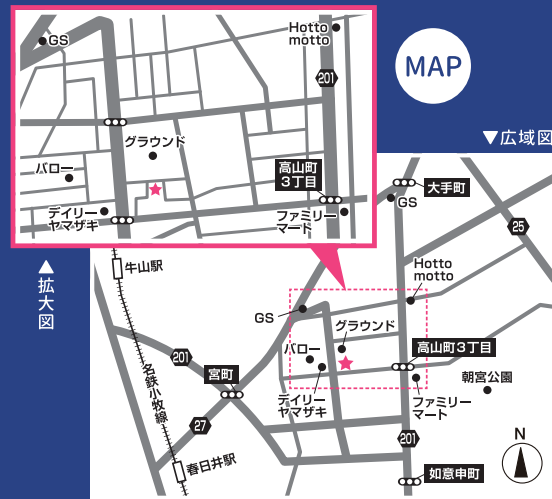 MAP
▼広域図
▲拡大図
GS
Hotto
motto
201
グラウンド
バロー
高山町
3丁目
デイリー
ヤマザキ
ファミリー
マート
大手町
GS
25
牛山駅
Hotto
motto
GS
グラウンド
201
バロー
高山町3丁目
宮町
デイリー
ヤマザキ
ファミリー
マート
朝宮公園
名鉄小牧線
27
201
春日井駅
如意申町
N